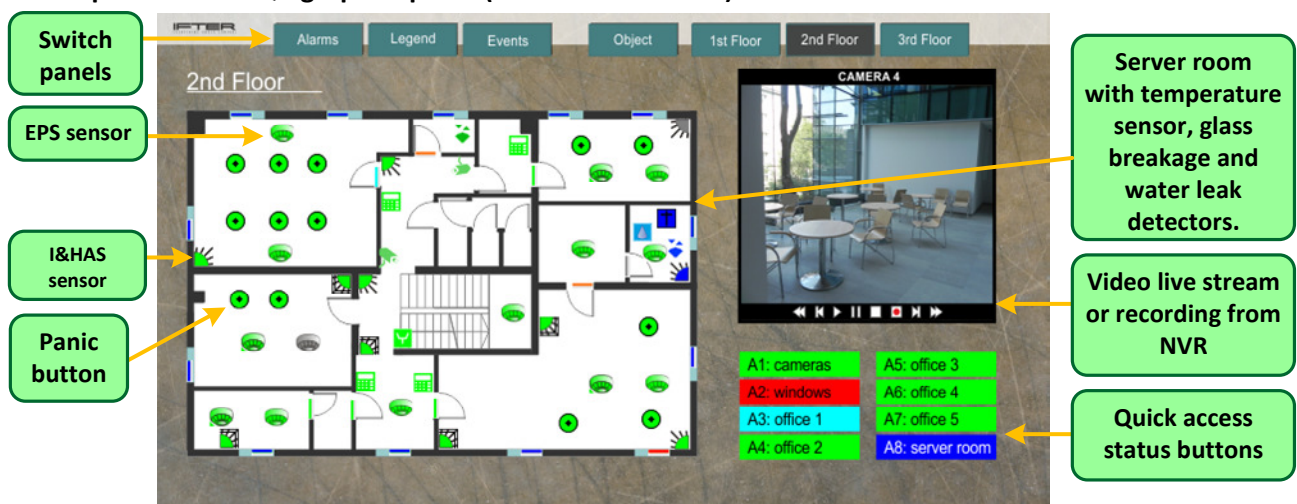 IFTER
Alarms
Legend
Events
Object
1st Floor
2nd Floor
3rd Floor
Switch
panels
2nd Floor
CAMERA 4
EPS sensor
Server room
with temperature
sensor, glass
breakage and
water leak
detectors.
I&HAS
sensor
Video live stream
or recording from
NVR
Panic
button
A1: cameras
A5: office 3
A2: windows
A6: office 4
A3: office 1
A7: office 5
A4: office 2
A8: server room
Quick access
status buttons